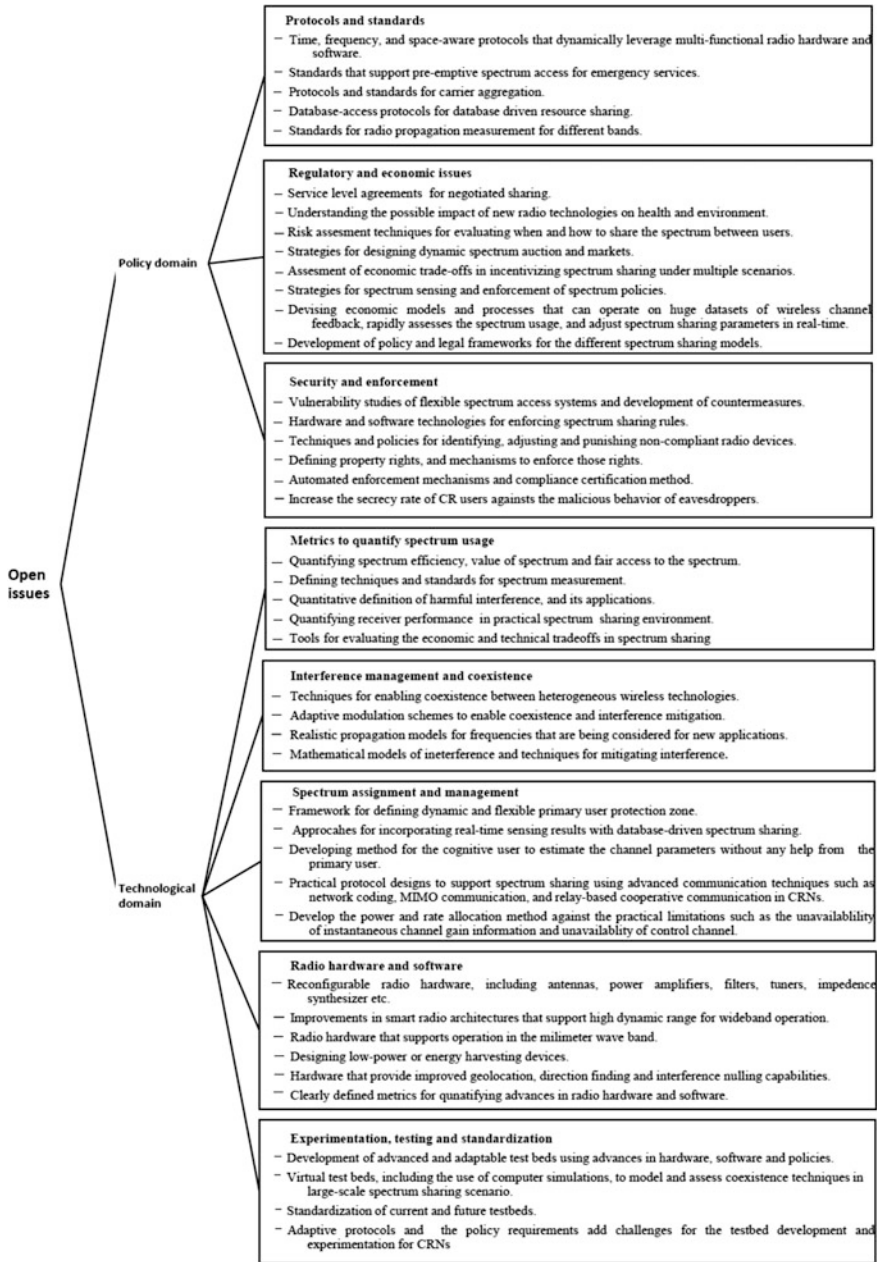 Protocols and standards
– Time, frequency, and space-aware protocols that dynamically leverage multi-functional radio hardware and
software.
– Standards that support pre-emptive spectrum access for emergency services.
– Protocols and standards for carrier aggregation.
– Database-access protocols for database driven resource sharing.
– Standards for radio propagation measurement for different bands.
Regulatory and economic issues
– Service level agreements for negotiated sharing.
– Understanding the possible impact of new radio technologies on health and environment.
– Risk assesment techniques for evaluating when and how to share the spectrum between users.
– Strategies for designing dynamic spectrum auction and markets.
– Assesment of economic trade-offs in incentivizing spectrum sharing under multiple scenarios.
– Strategies for spectrum sensing and enforcement of spectrum policies.
– Devising economic models and processes that can operate on huge datasets of wireless channel
feedback, rapidly assesses the spectrum usage, and adjust spectrum sharing parameters in real-time.
– Development of policy and legal frameworks for the different spectrum sharing models.
Policy domain
Security and enforcement
– Vulnerability studies of flexible spectrum access systems and development of countermeasures.
– Hardware and software technologies for enforcing spectrum sharing rules.
– Techniques and policies for identifying, adjusting and punishing non-compliant radio devices.
– Defining property rights, and mechanisms to enforce those rights.
– Automated enforcement mechanisms and compliance certification method.
– Increase the secrecy rate of CR users againsts the malicious behavior of eavesdroppers.
Open
issues
Metrics to quantify spectrum usage
– Quantifying spectrum efficiency, value of spectrum and fair access to the spectrum.
– Defining techniques and standards for spectrum measurement.
– Quantitative definition of harmful interference, and its applications.
– Quantifying receiver performance in practical spectrum sharing environment.
– Tools for evaluating the economic and technical tradeoffs in spectrum sharing
Interference management and coexistence
– Techniques for enabling coexistence between heterogeneous wireless technologies.
– Adaptive modulation schemes to enable coexistence and interference mitigation.
– Realistic propagation models for frequencies that are being considered for new applications.
– Mathematical models of ineterference and techniques for mitigating interference.
Spectrum assignment and management
– Framework for defining dynamic and flexible primary user protection zone.
– Approcahes for incorporating real-time sensing results with database-driven spectrum sharing.
– Developing method for the cognitive user to estimate the channel parameters without any help from the
primary user.
– Practical protocol designs to support spectrum sharing using advanced communication techniques such as
network coding, MIMO communication, and relay-based cooperative communication in CRNs.
– Develop the power and rate allocation method against the practical limitations such as the unavailablility
of instantaneous channel gain information and unavailablity of control channel.
Technological
domain
Radio hardware and software
– Reconfigurable radio hardware, including antennas, power amplifiers, filters, tuners, impedence
synthesizer etc.
– Improvements in smart radio architectures that support high dynamic range for wideband operation.
– Radio hardware that supports operation in the milimeter wave band.
– Designing low-power or energy harvesting devices.
– Hardware that provide improved geolocation, direction finding and interference nulling capabilities.
– Clearly defined metrics for qunatifying advances in radio hardware and software.
Experimentation, testing and standardization
– Development of advanced and adaptable test beds using advances in hardware, software and policies.
– Virtual test beds, including the use of computer simulations, to model and assess coexistence techniques in
large-scale spectrum sharing scenario.
– Standardization of current and future testbeds.
– Adaptive protocols and the policy requirements add challenges for the testbed development and
experimentation for CRNs